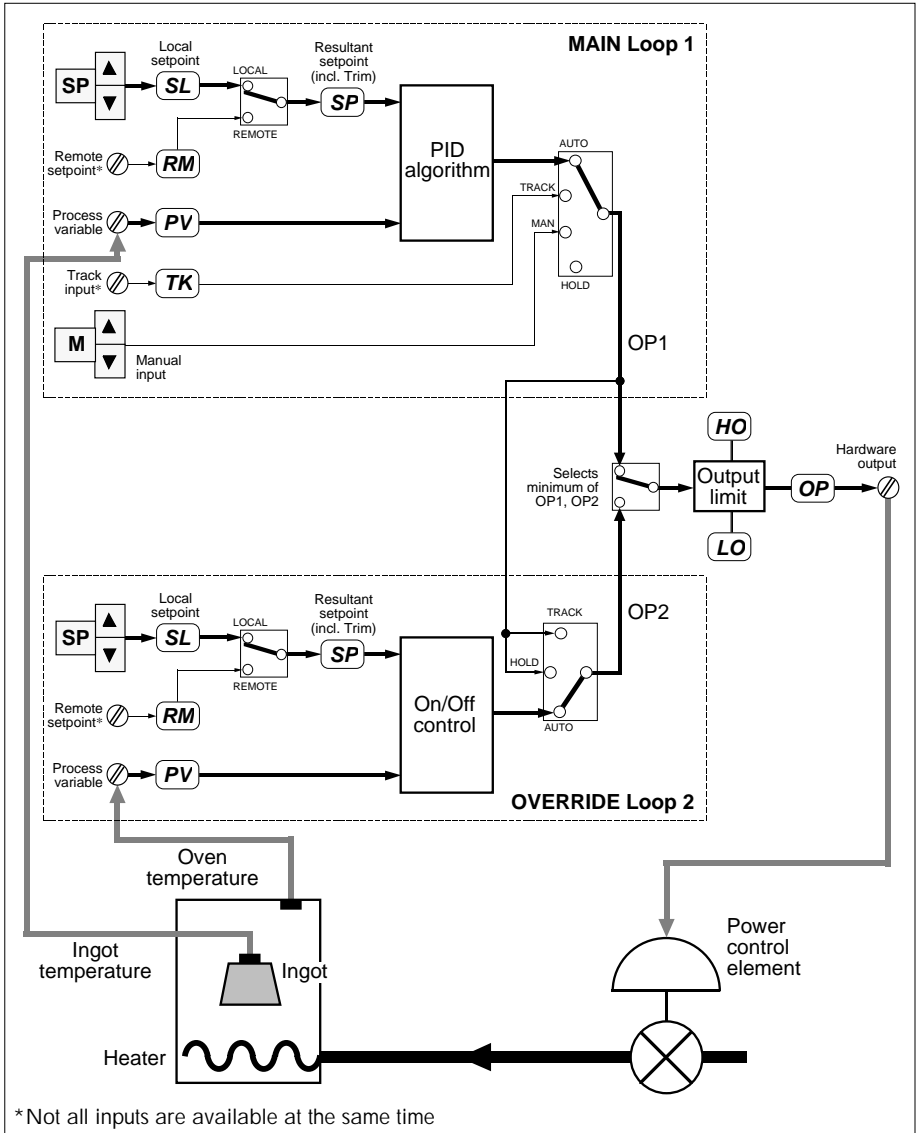 MAIN Loop 1
Local
setpoint
Resultant
setpoint
(incl. Trim)
SP
SL
LOCAL
REMOTE
SP
Remote
setpoint*
RM
PID
algorithm
AUTO
TRACK
MAN
HOLD
Process
variable
PV
Track
input*
TK
M
Manual
input
OP1
HO
Hardware
output
Selects
minimum of
OP1, OP2
Output
limit
OP
LO
Local
setpoint
Resultant
setpoint
(incl. Trim)
SP
SL
LOCAL
REMOTE
SP
TRACK
OP2
HOLD
AUTO
Remote
setpoint*
RM
On/Off
control
Process
variable
PV
OVERRIDE Loop 2
Oven
temperature
Ingot
temperature
Ingot
Power
control
element
Heater
*Not all inputs are available at the same time